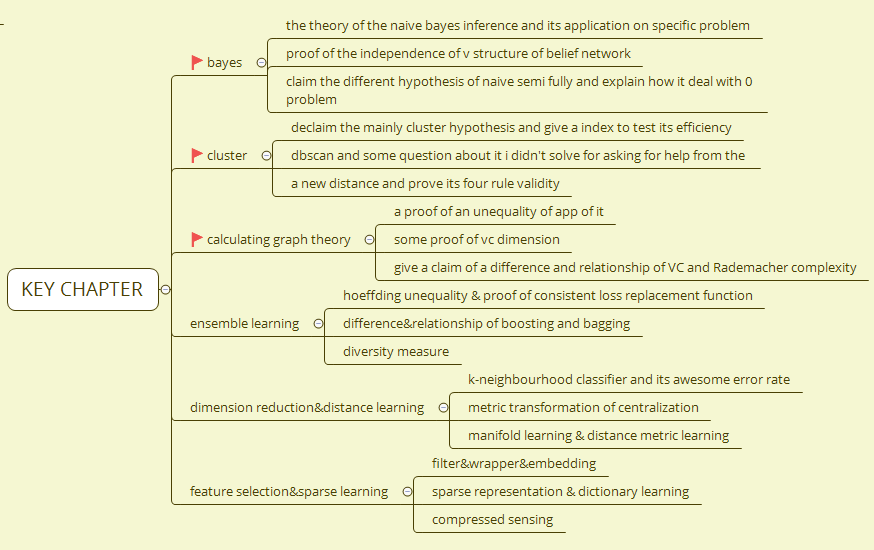 KEY CHAPTER
bayes
the theory of the naive bayes inference and its application on specific problem
proof of the independence of v structure of belief network
claim the different hypothesis of naive semi fully and explain how it deal with 0
problem
cluster
declaim the mainly cluster hypothesis and give a index to test its efficiency
dbscan and some question about it i didn't solve for asking for help from the
a new distance and prove its four rule validity
calculating graph theory
a proof of an unequality of app of it
some proof of vc dimension
give a claim of a difference and relationship of VC and Rademacher complexity
ensemble learning
hoeffding unequality & proof of consistent loss replacement function
difference&relationship of boosting and bagging
diversity measure
dimension reduction&distance learning
k-neighbourhood classifier and its awesome error rate
metric transformation of centralization
manifold learning & distance metric learning
feature selection&sparse learning
filter&wrapper&embedding
sparse representation & dictionary learning
compressed sensing